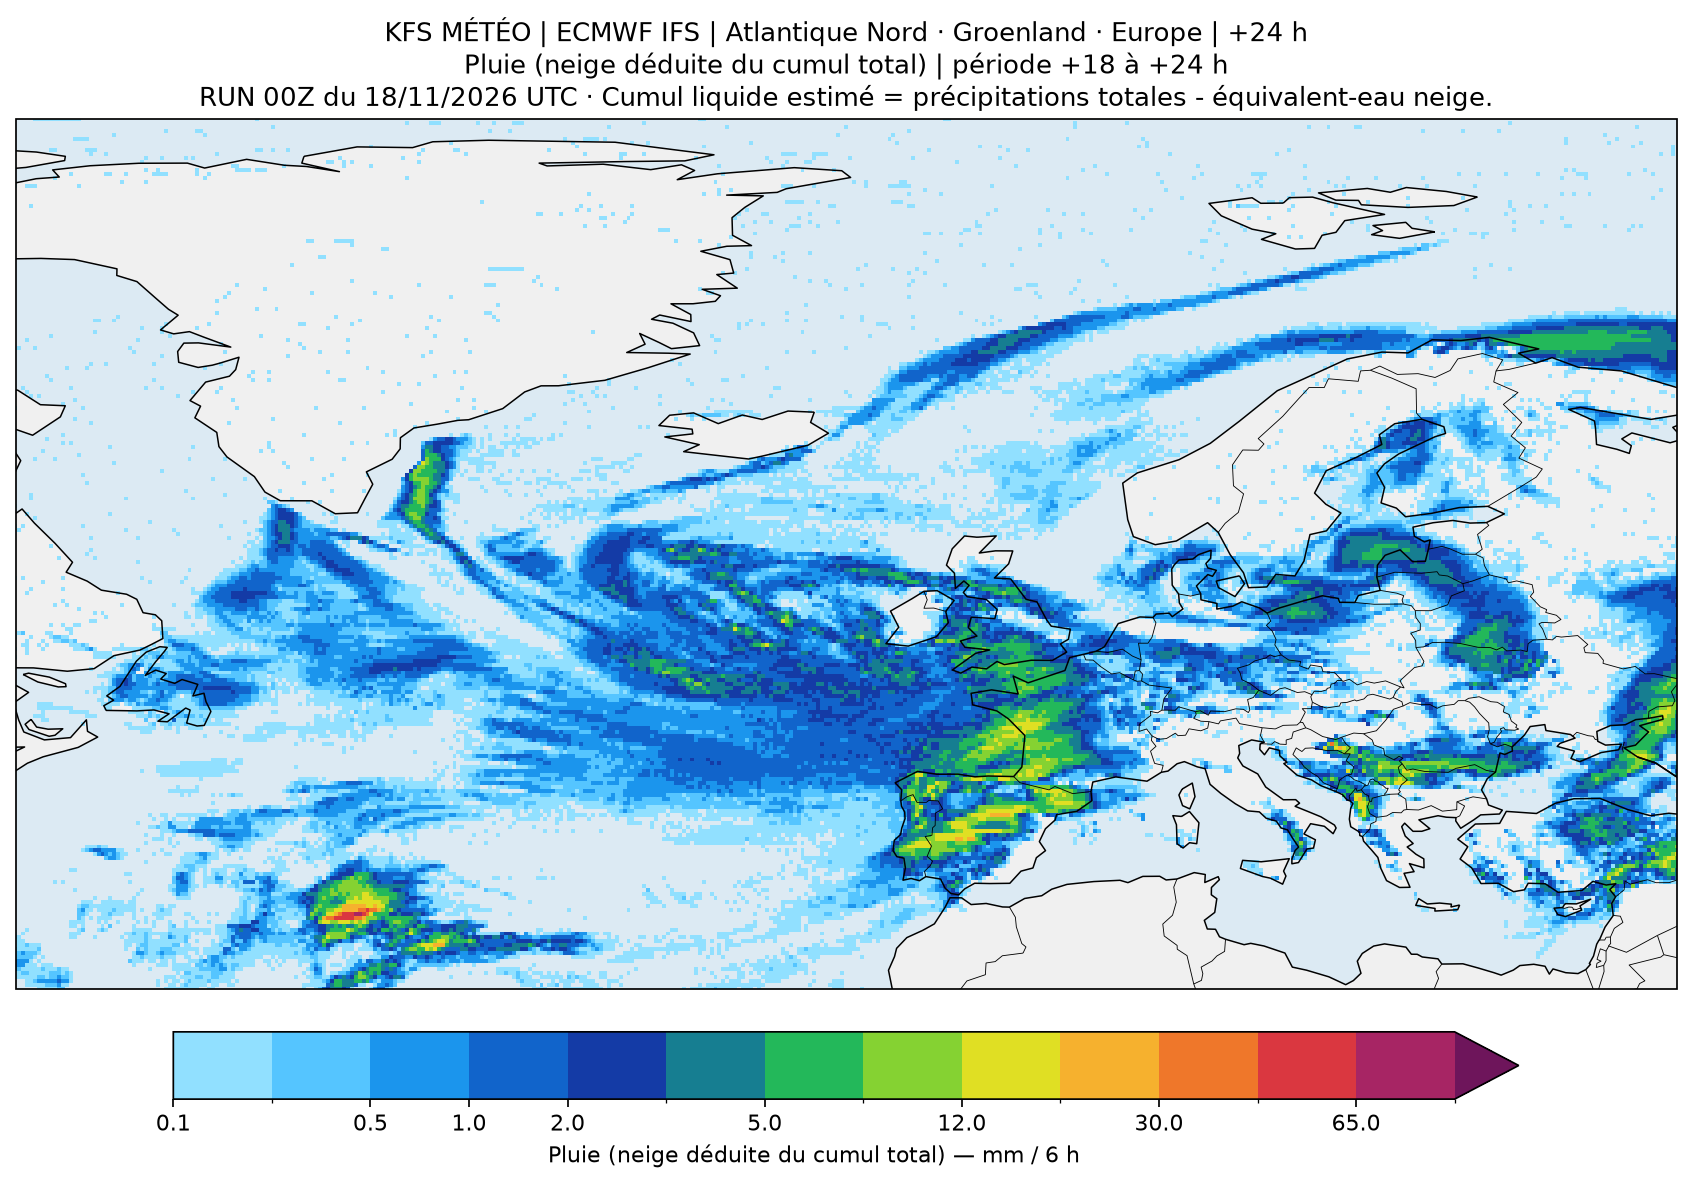 KFS MÉTÉO | ECMWF IFS | Atlantique Nord · Groenland · Europe | +24 h
Pluie (neige déduite du cumul total) | période +18 à +24 h
RUN 00Z du 18/11/2026 UTC · Cumul liquide estimé = précipitations totales - équivalent-eau neige.
0.1 0.5 1.0 2.0 5.0 12.0 30.0 65.0
Pluie (neige déduite du cumul total) — mm / 6 h